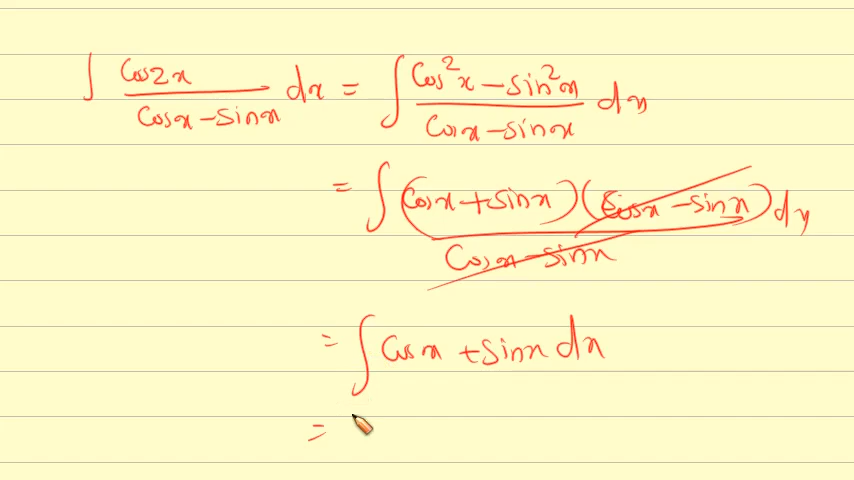 ∫ Cos2x / (Cosx - Sinx) dx = ∫ (Cos²x - Sin²x) / (Cosx - Sinx) dx
= ∫ (Cosx + Sinx)(Cosx - Sinx) / (Cosx - Sinx) dx
= ∫ Cosx + Sinx dx
=